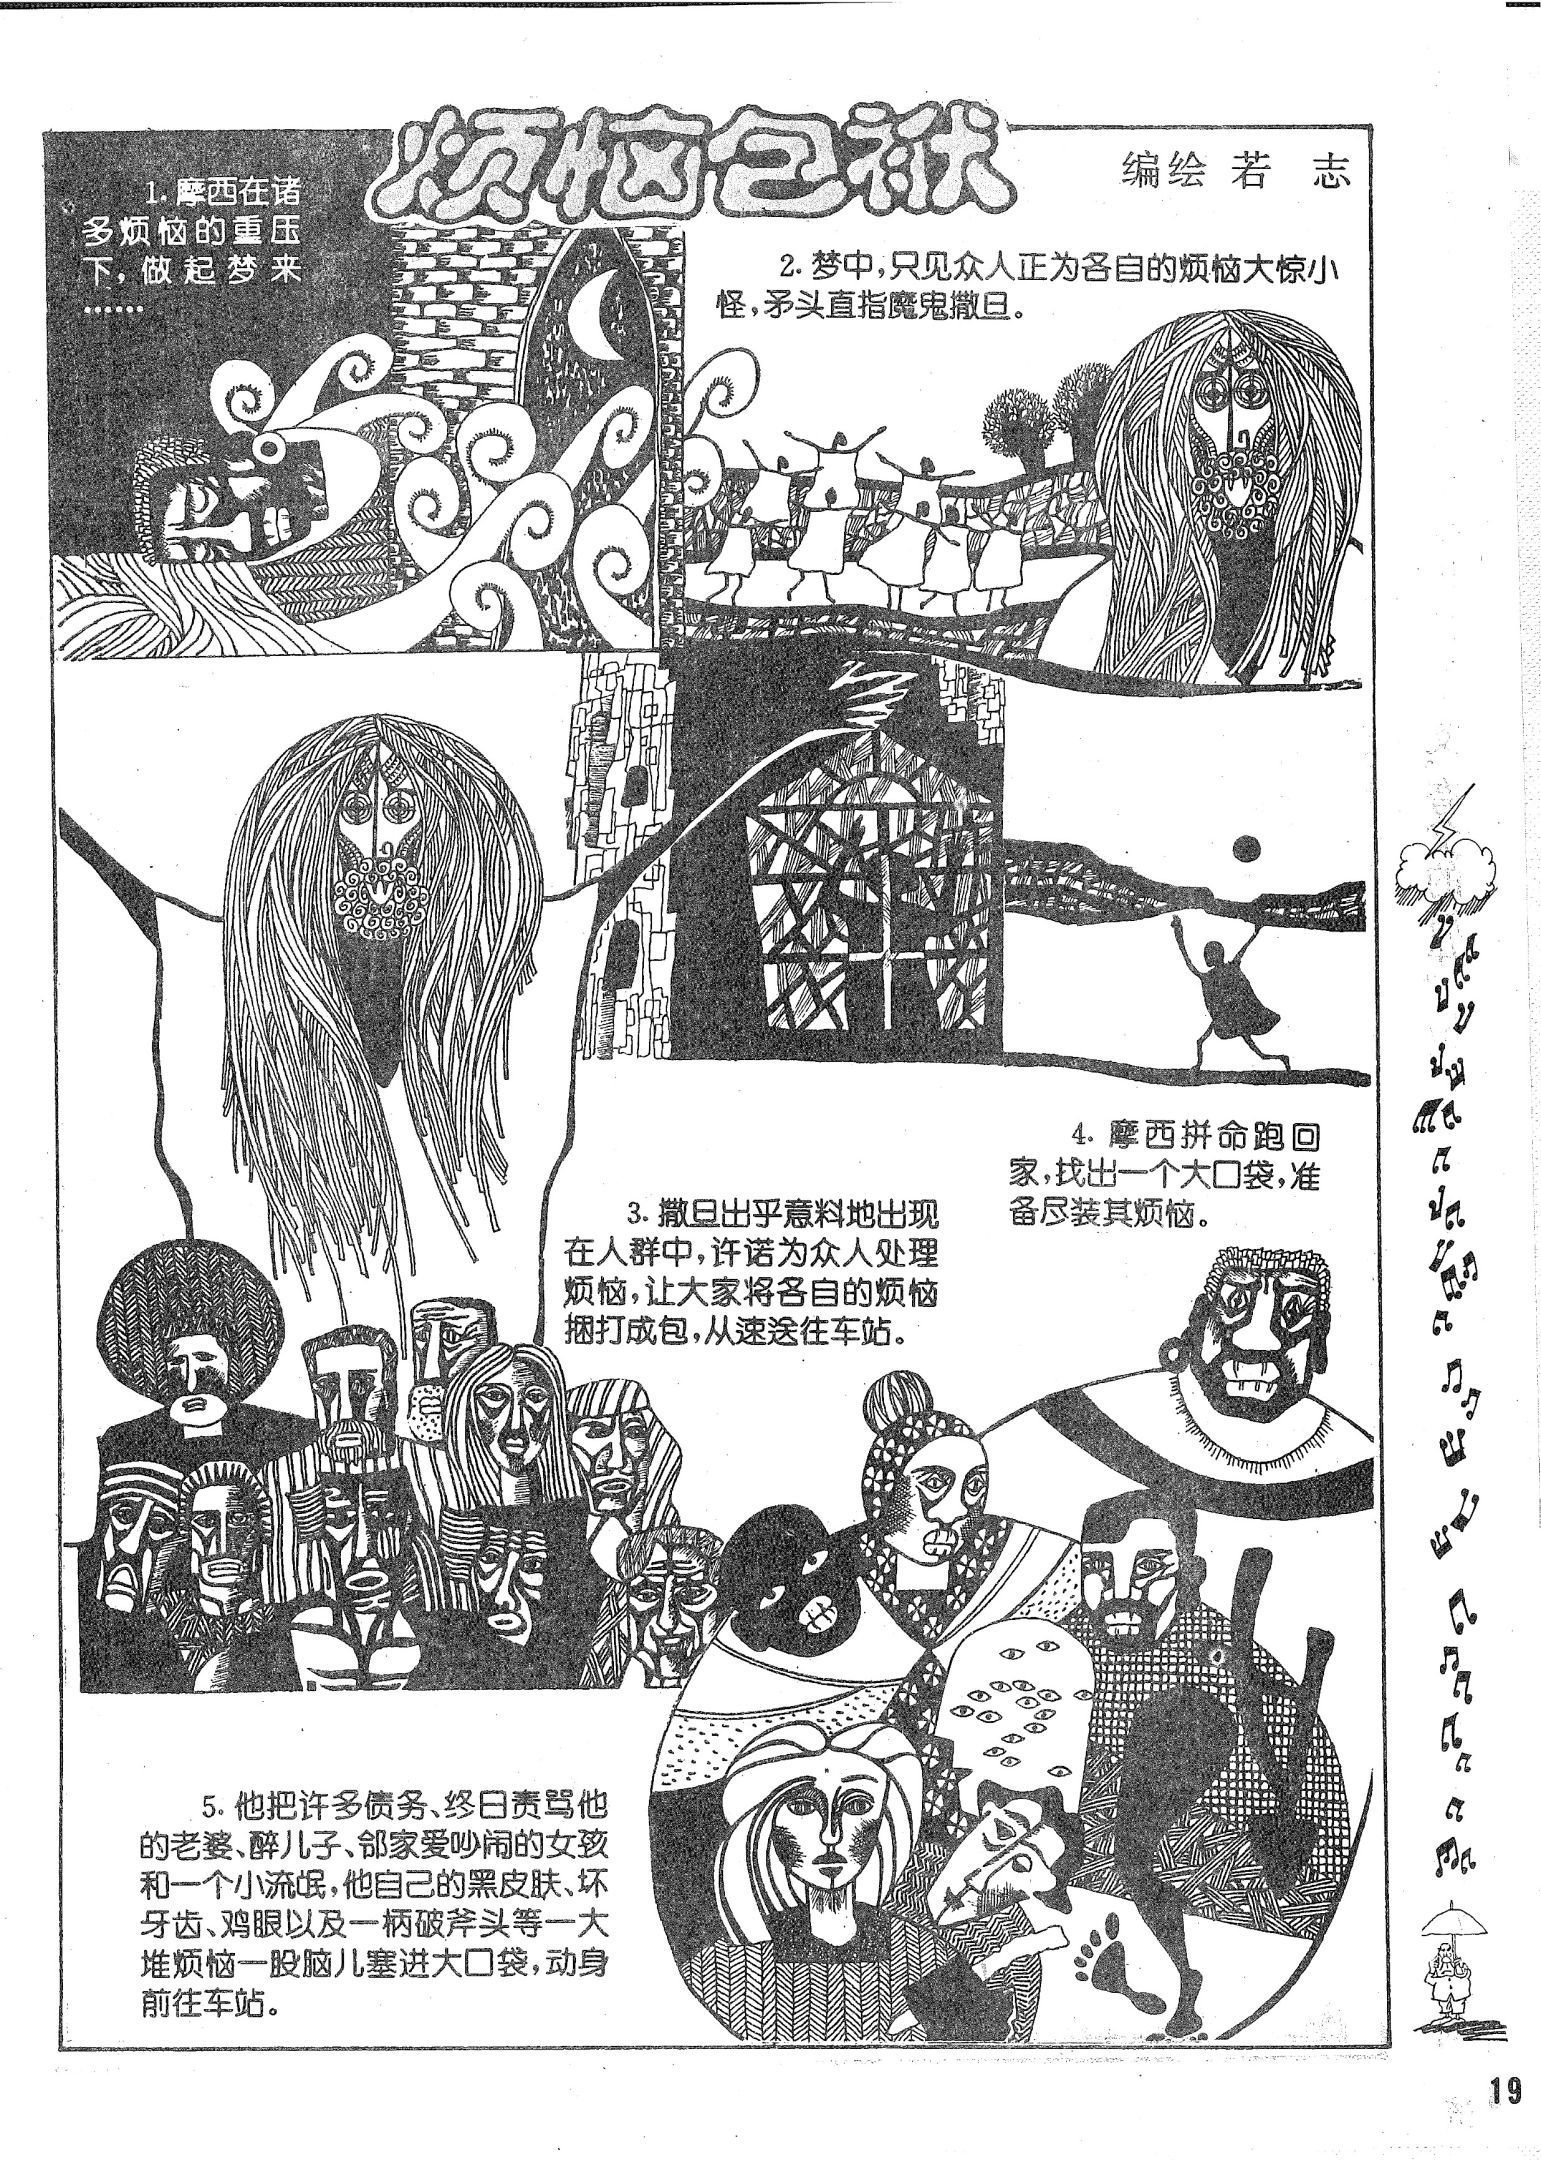 烦恼包袱
编绘 若 志
1. 摩西在诸
多烦恼的重压
下，做起梦来
……
2. 梦中，只见众人正为各自的烦恼大惊小
怪，矛头直指魔鬼撒旦。
3. 撒旦出乎意料地出现
在人群中，许诺为众人处理
烦恼，让大家将各自的烦恼
捆打成包，从速送往车站。
4. 摩西拼命跑回
家，找出一个大口袋，准
备尽装其烦恼。
5. 他把许多债务、终日责骂他
的老婆、醉儿子、邻家爱吵闹的女孩
和一个小流氓，他自己的黑皮肤、坏
牙齿、鸡眼以及一柄破斧头等一大
堆烦恼一股脑儿塞进大口袋，动身
前往车站。
19